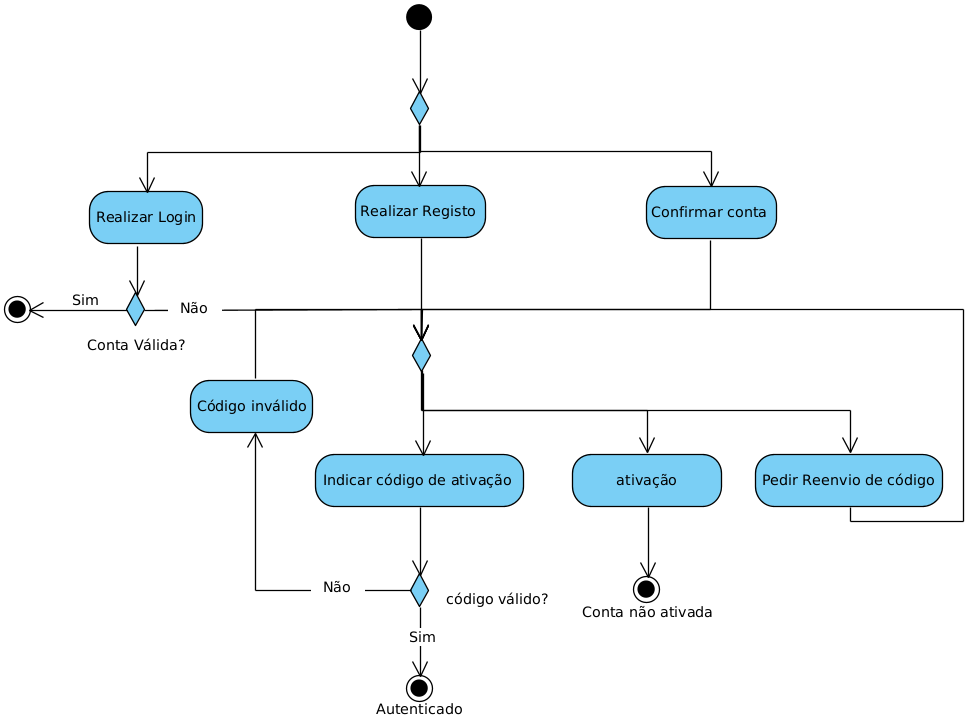 Realizar Login
Realizar Registo
Confirmar conta
Sim
Não
Conta Válida?
Código inválido
Indicar código de ativação
ativação
Pedir Reenvio de código
Não
código válido?
Conta não ativada
Sim
Autenticado